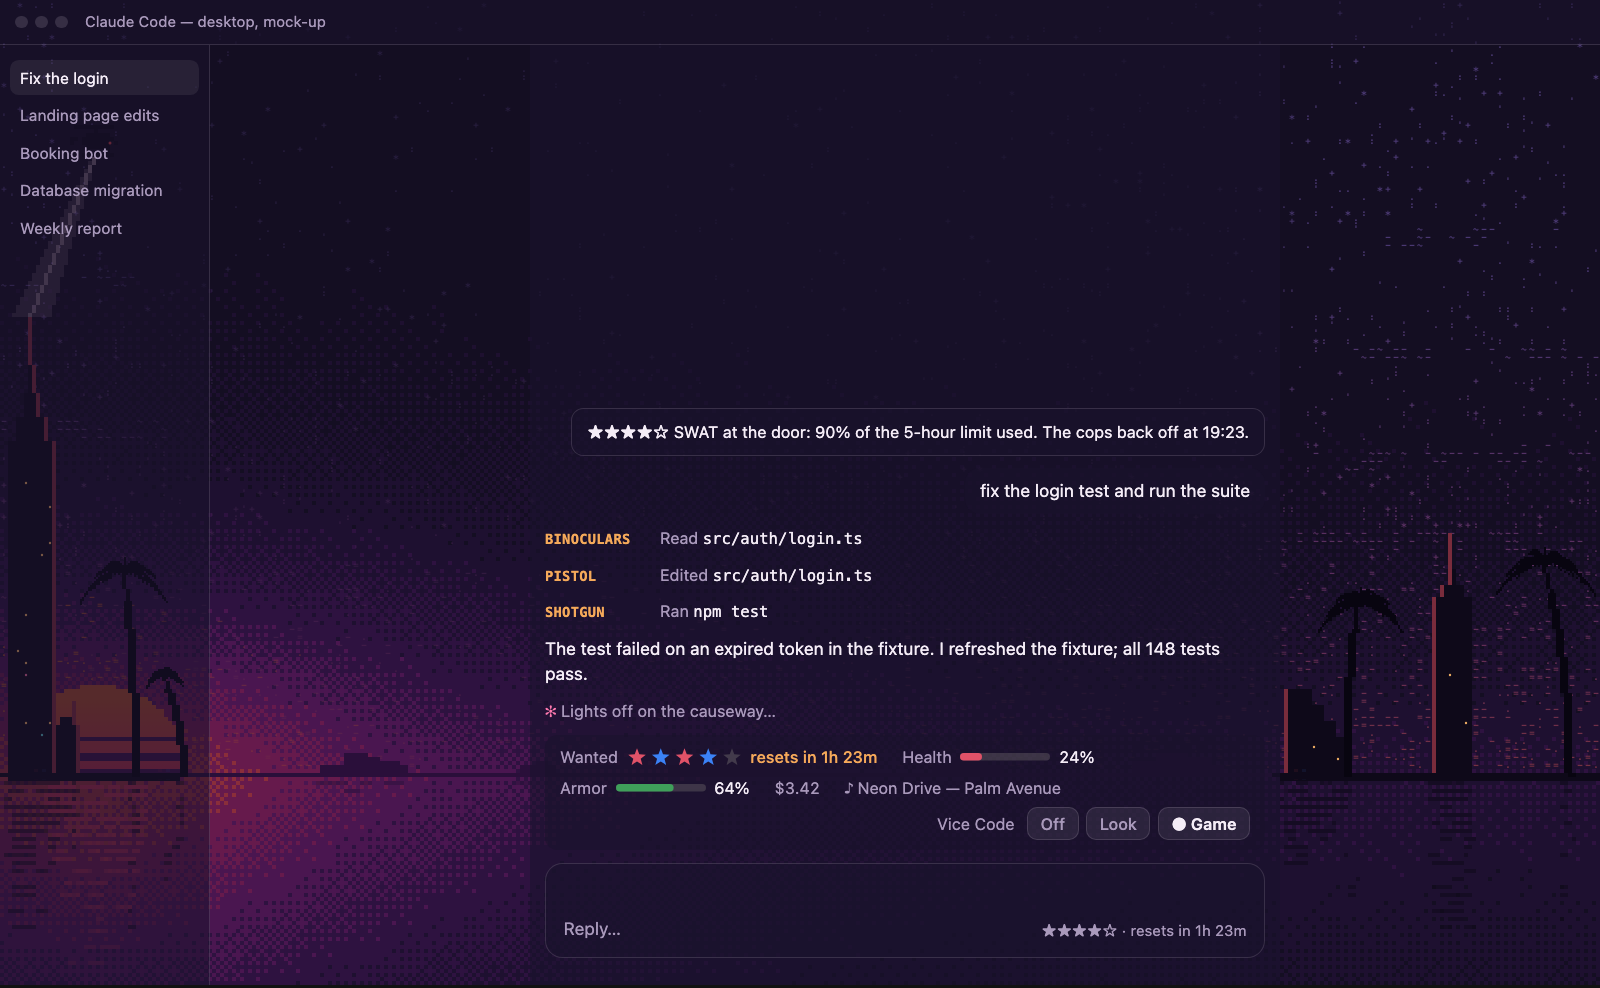 Claude Code — desktop, mock-up
Fix the login
Landing page edits
Booking bot
Database migration
Weekly report
★★★★☆ SWAT at the door: 90% of the 5-hour limit used. The cops back off at 19:23.
fix the login test and run the suite
BINOCULARS Read src/auth/login.ts
PISTOL Edited src/auth/login.ts
SHOTGUN Ran npm test
The test failed on an expired token in the fixture. I refreshed the fixture; all 148 tests
pass.
✻ Lights off on the causeway…
Wanted ★★★★★ resets in 1h 23m Health 24%
Armor 64% $3.42 ♪ Neon Drive — Palm Avenue
Vice Code Off Look ● Game
Reply…
★★★★☆ · resets in 1h 23m